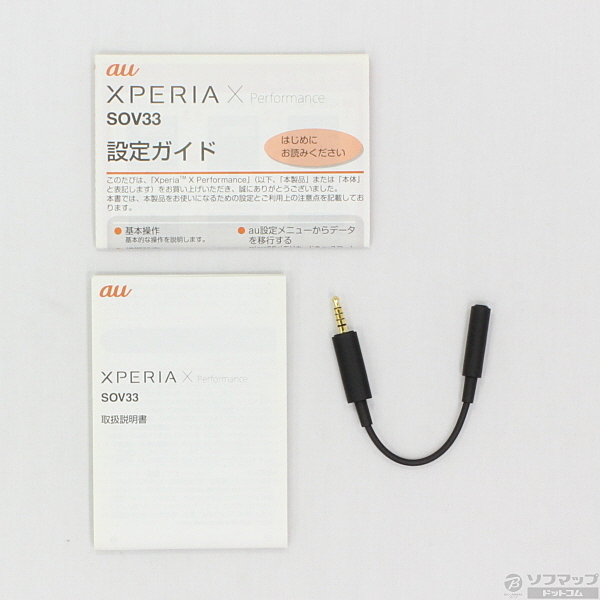 au
XPERIA X Performance
SOV33
設定ガイド
はじめに
お読みください
このたびは、「Xperia™ X Performance」(以下、「本製品」または「本体」
と表記します)をお買い上げいただき、誠にありがとうございました。
本書では、本製品をお使いになるための設定とご利用上の注意点を記載してお
ります。
● 基本操作
基本的な操作を説明します。
● au設定メニューからデータ
を移行する
au
XPERIA X Performance
SOV33
取扱説明書
ソフマップ
ドットコム